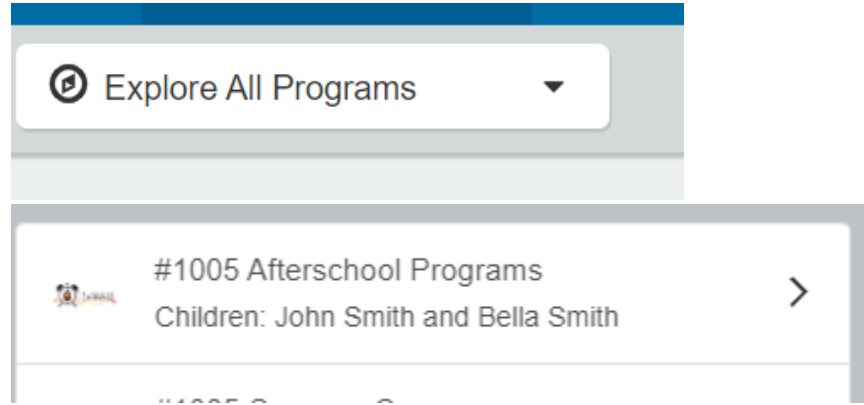 Explore All Programs
#1005 Afterschool Programs
Children: John Smith and Bella Smith